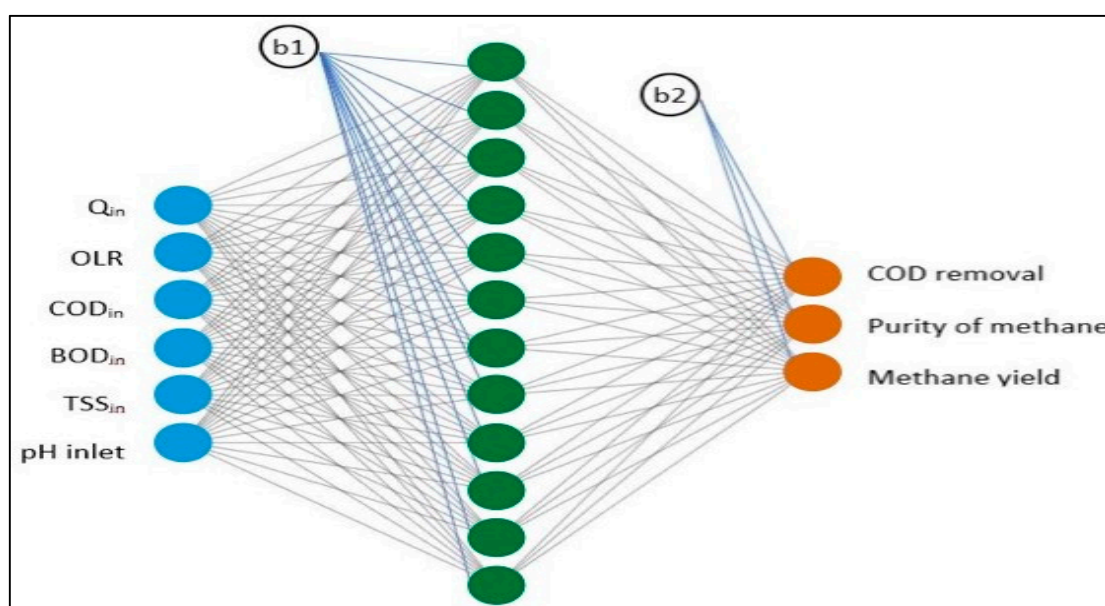 b1
b2
Qin
OLR
CODin
BODin
TSSin
pH inlet
COD removal
Purity of methane
Methane yield